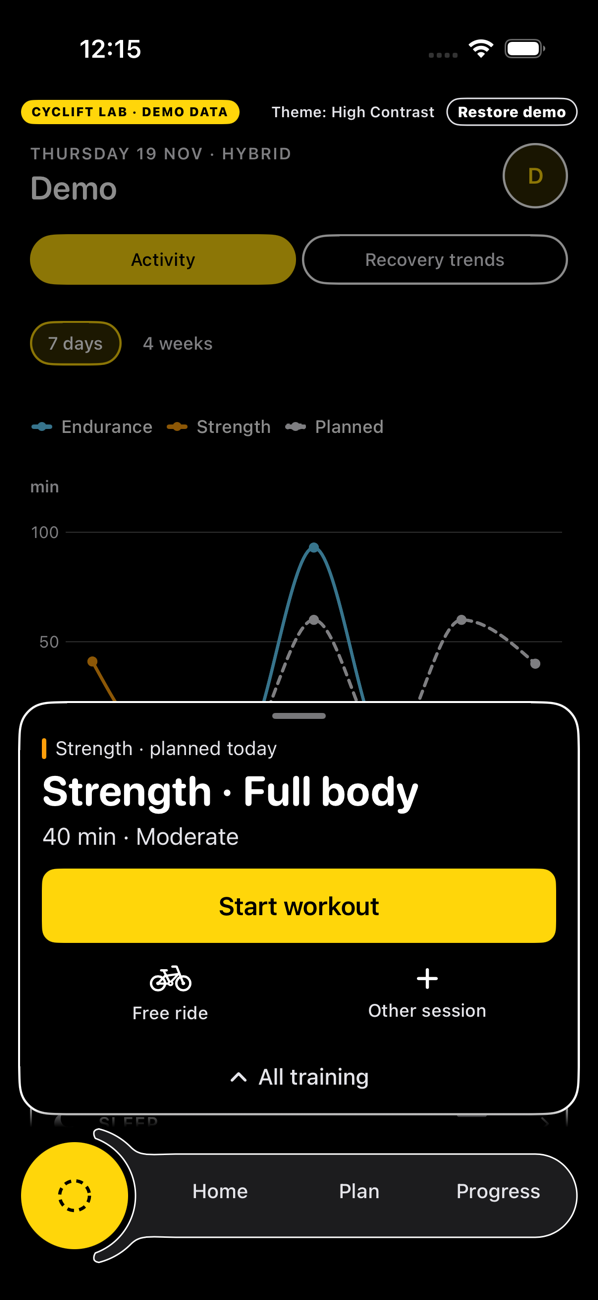 12:15
CYCLIFT LAB · DEMO DATA
Theme: High Contrast
Restore demo
THURSDAY 19 NOV · HYBRID
Demo
D
Activity
Recovery trends
7 days
4 weeks
Endurance
Strength
Planned
min
100
50
Strength · planned today
Strength · Full body
40 min · Moderate
Start workout
Free ride
Other session
All training
SLEEP
Home
Plan
Progress